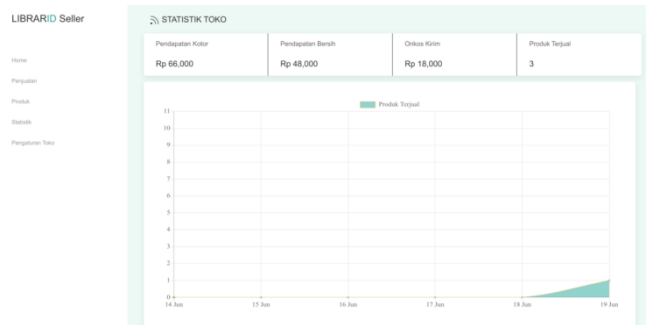 LIBRARID Seller
Home
Penjualan
Produk
Statistik
Pengaturan Toko
STATISTIK TOKO
Pendapatan Kotor
Rp 66,000
Pendapatan Bersih
Rp 48,000
Onkos Kirim
Rp 18,000
Produk Terjual
3
Produk Terjual
11
10
9
8
7
6
5
4
3
2
1
0
14 Jun 15 Jun 16 Jun 17 Jun 18 Jun 19 Jun